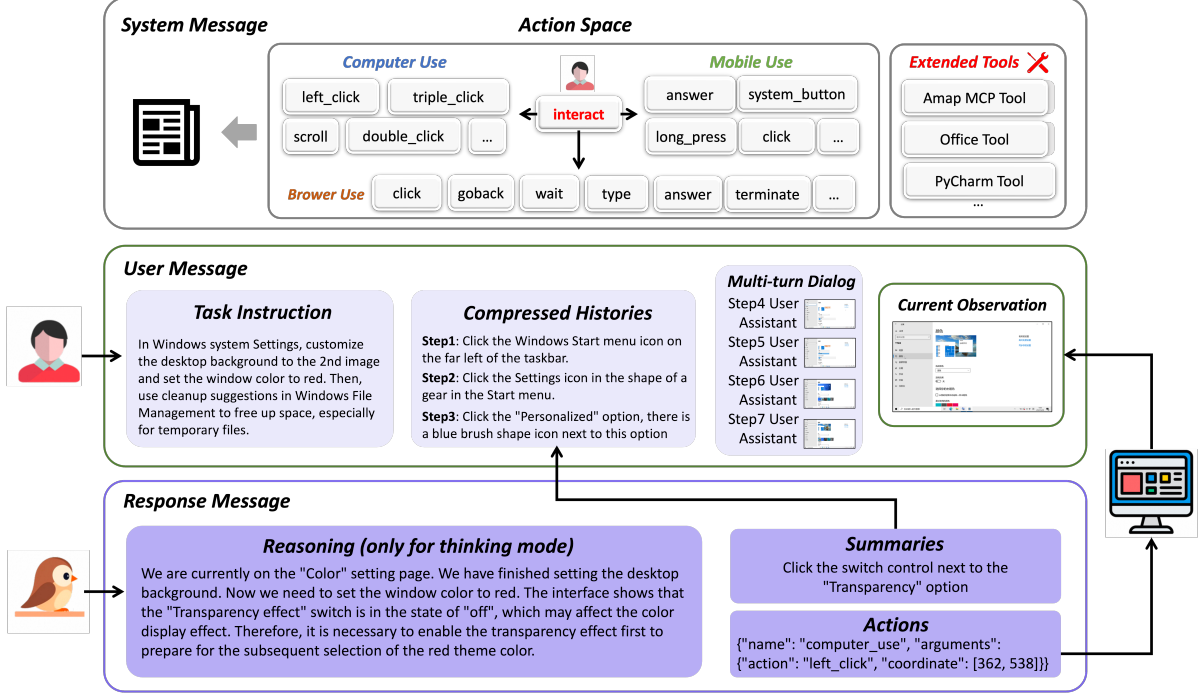 System Message
Action Space
Computer Use
left_click
triple_click
scroll
double_click
...
interact
Mobile Use
answer
system_button
long_press
click
...
Brower Use
click
goback
wait
type
answer
terminate
...
Extended Tools
Amap MCP Tool
Office Tool
PyCharm Tool
...
User Message
Task Instruction
In Windows system Settings, customize
the desktop background to the 2nd image
and set the window color to red. Then,
use cleanup suggestions in Windows File
Management to free up space, especially
for temporary files.
Compressed Histories
Step1: Click the Windows Start menu icon on
the far left of the taskbar.
Step2: Click the Settings icon in the shape of a
gear in the Start menu.
Step3: Click the "Personalized" option, there is
a blue brush shape icon next to this option
Multi-turn Dialog
Step4 User
Assistant
Step5 User
Assistant
Step6 User
Assistant
Step7 User
Assistant
Current Observation
Response Message
Reasoning (only for thinking mode)
We are currently on the "Color" setting page. We have finished setting the desktop
background. Now we need to set the window color to red. The interface shows that
the "Transparency effect" switch is in the state of "off", which may affect the color
display effect. Therefore, it is necessary to enable the transparency effect first to
prepare for the subsequent selection of the red theme color.
Summaries
Click the switch control next to the
"Transparency" option
Actions
{"name": "computer_use", "arguments":
{"action": "left_click", "coordinate": [362, 538]}}